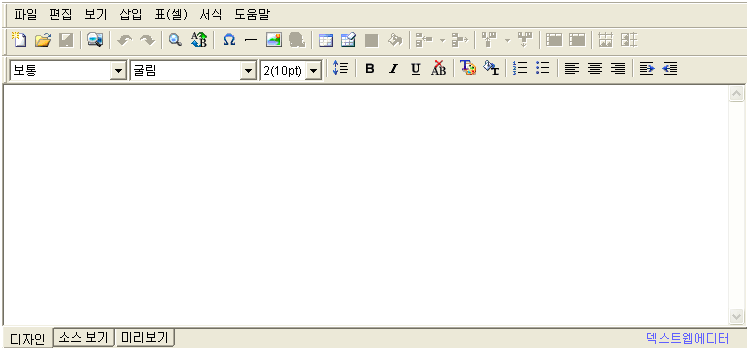 파일 편집 보기 삽입 표(셀) 서식 도움말
보통 굴림 2(10pt) B I U AB
디자인 소스 보기 미리보기 덱스트웹에디터